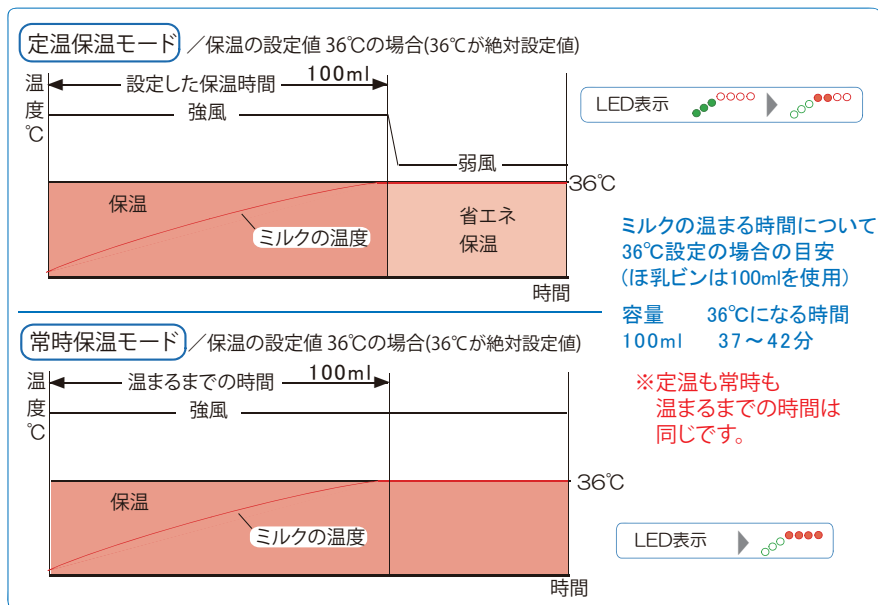 定温保温モード ／保温の設定値 36℃の場合(36℃が絶対設定値)
温度℃
設定した保温時間 100ml
強風
弱風
36℃
保温
ミルクの温度
省エネ
保温
時間
LED表示
ミルクの温まる時間について
36℃設定の場合の目安
(ほ乳ビンは100mlを使用)
容量 36℃になる時間
100ml 37～42分
※定温も常時も
温まるまでの時間は
同じです。
常時保温モード ／保温の設定値 36℃の場合(36℃が絶対設定値)
温度℃
温まるまでの時間 100ml
強風
36℃
保温
ミルクの温度
時間
LED表示